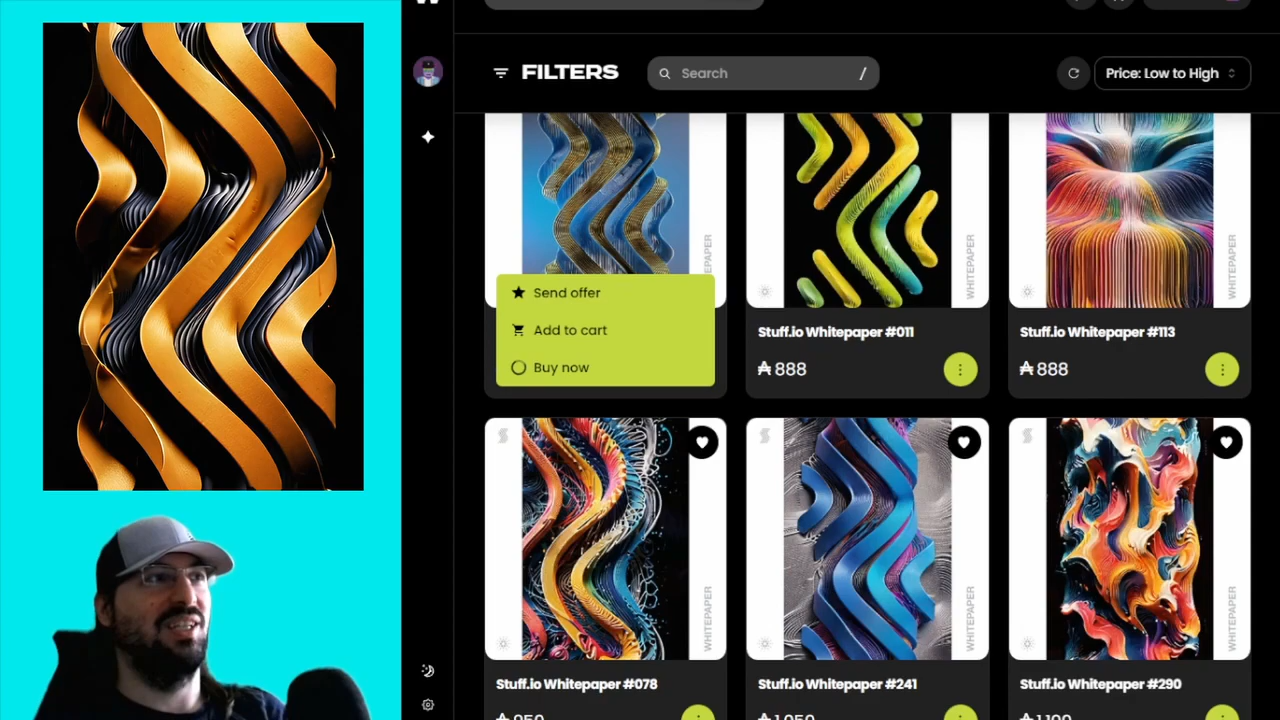 FILTERS
Search
/
Price: Low to High
WHITEPAPER
WHITEPAPER
WHITEPAPER
Send offer
Add to cart
Buy now
Stuff.io Whitepaper #011
₳ 888
Stuff.io Whitepaper #113
₳ 888
WHITEPAPER
WHITEPAPER
WHITEPAPER
Stuff.io Whitepaper #078
Stuff.io Whitepaper #241
Stuff.io Whitepaper #290